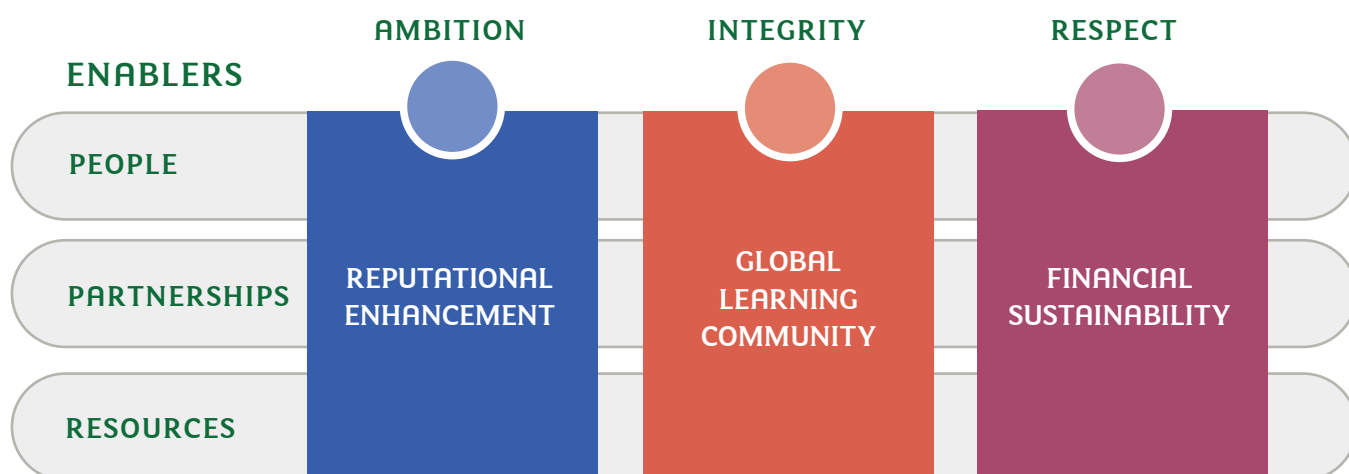 AMBITION
INTEGRITY
RESPECT
ENABLERS
PEOPLE
PARTNERSHIPS
RESOURCES
REPUTATIONAL
ENHANCEMENT
GLOBAL
LEARNING
COMMUNITY
FINANCIAL
SUSTAINABILITY